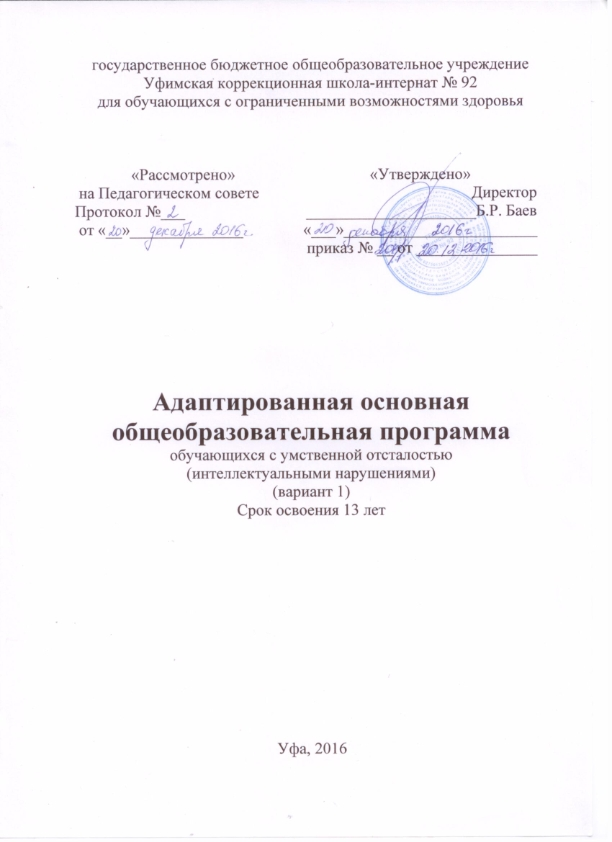 государственное бюджетное общеобразовательное учреждение
Уфимская коррекционная школа-интернат № 92
для обучающихся с ограниченными возможностями здоровья
«Рассмотрено»
на Педагогическом совете
Протокол № 2
от «20» декабря 2016г.
«Утверждено»
Директор
Б.Р. Баев
«20» декабря 2016г
приказ № от 20.12.2016г
Адаптированная основная
общеобразовательная программа
обучающихся с умственной отсталостью
(интеллектуальными нарушениями)
(вариант 1)
Срок освоения 13 лет
Уфа, 2016